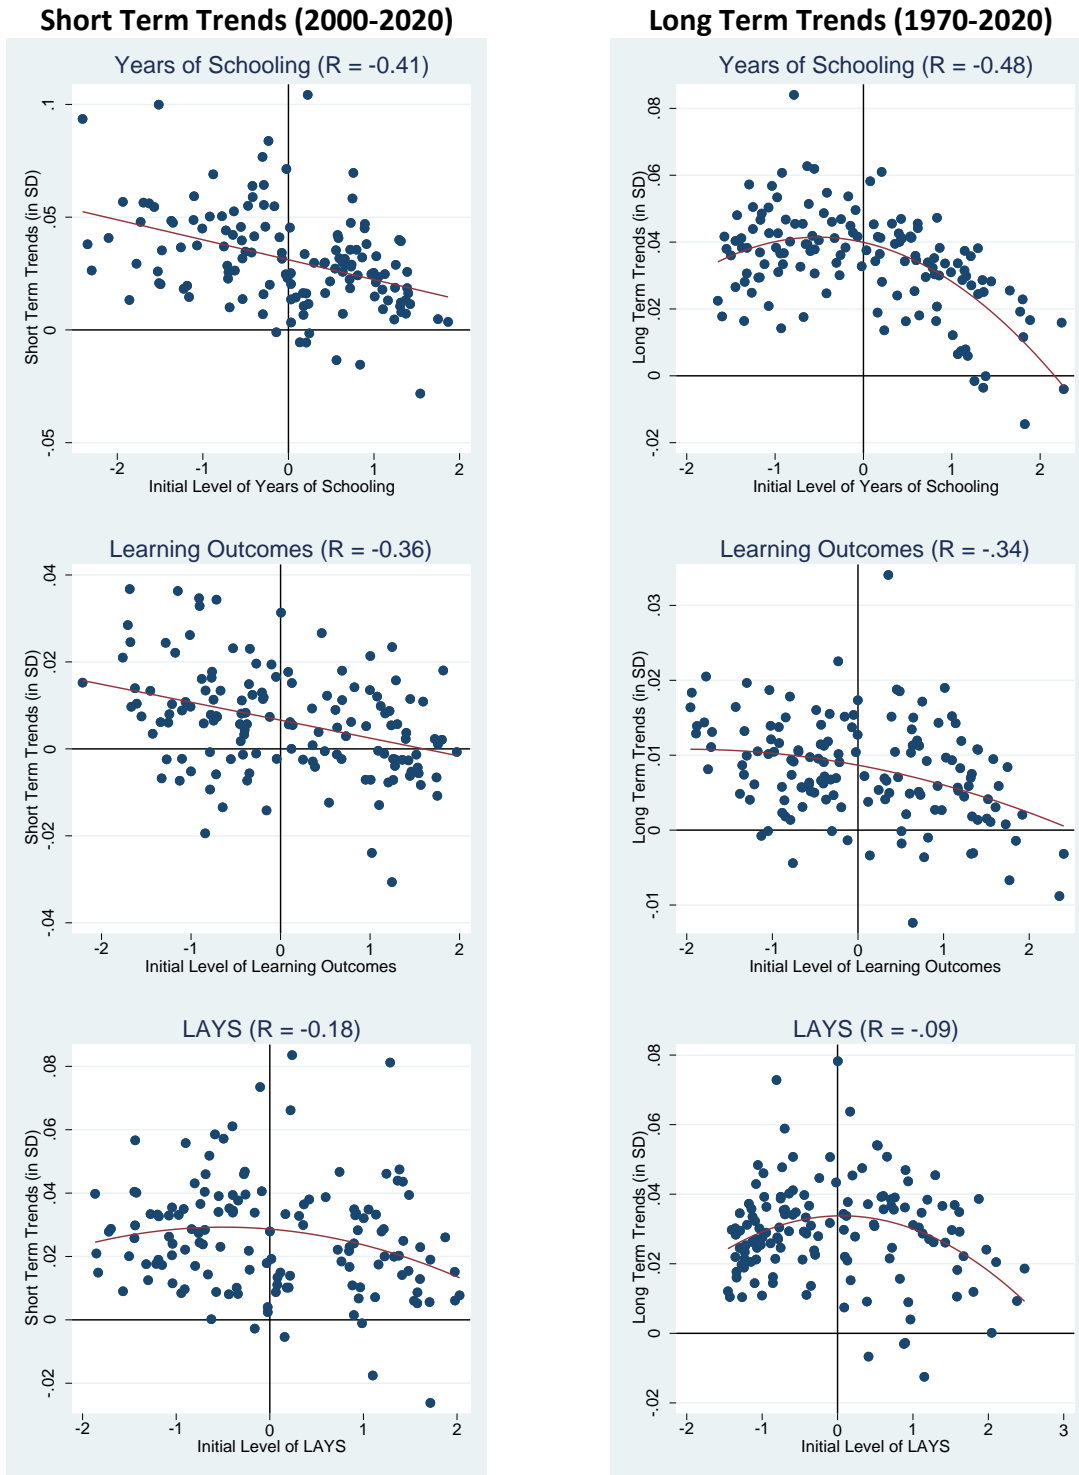 Short Term Trends (2000-2020)
Long Term Trends (1970-2020)
Years of Schooling (R = -0.41)
Short Term Trends (in SD)
.1
.05
0
-.05
-2 -1 0 1 2
Initial Level of Years of Schooling
Years of Schooling (R = -0.48)
Long Term Trends (in SD)
.08
.06
.04
.02
0
-.02
-2 -1 0 1 2
Initial Level of Years of Schooling
Learning Outcomes (R = -0.36)
Short Term Trends (in SD)
.04
.02
0
-.02
-.04
-2 -1 0 1 2
Initial Level of Learning Outcomes
Learning Outcomes (R = -.34)
Long Term Trends (in SD)
.03
.02
.01
0
-.01
-2 -1 0 1 2
Initial Level of Learning Outcomes
LAYS (R = -0.18)
Short Term Trends (in SD)
.08
.06
.04
.02
0
-.02
-2 -1 0 1 2
Initial Level of LAYS
LAYS (R = -.09)
Long Term Trends (in SD)
.08
.06
.04
.02
0
-.02
-2 -1 0 1 2 3
Initial Level of LAYS